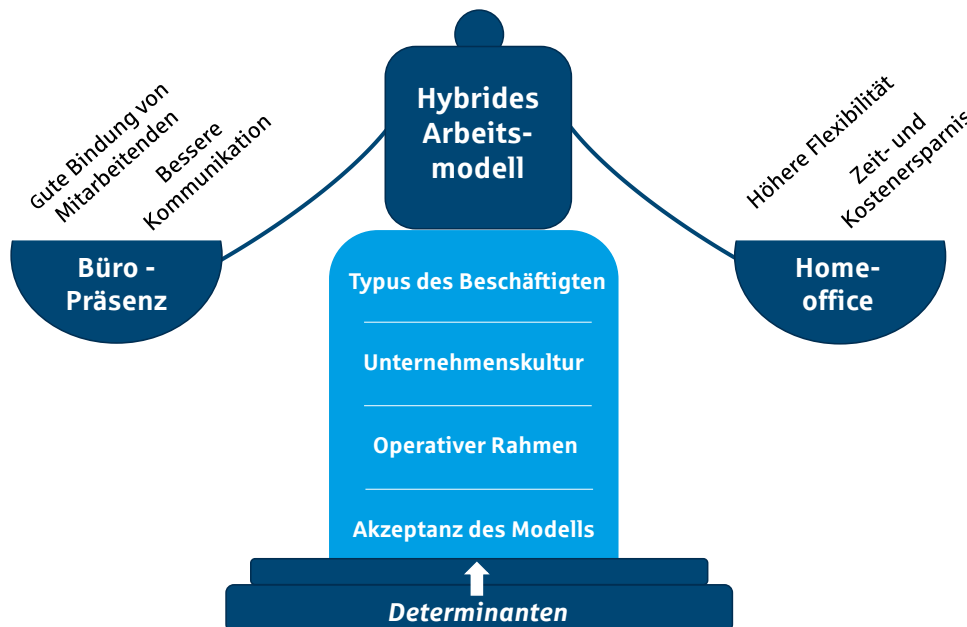 Hybrides
Arbeits-
modell
Gute Bindung von
Mitarbeitenden
Bessere
Kommunikation
Büro -
Präsenz
Höhere Flexibilität
Zeit- und
Kostenersparnis
Home-
office
Typus des Beschäftigten
Unternehmenskultur
Operativer Rahmen
Akzeptanz des Modells
Determinanten